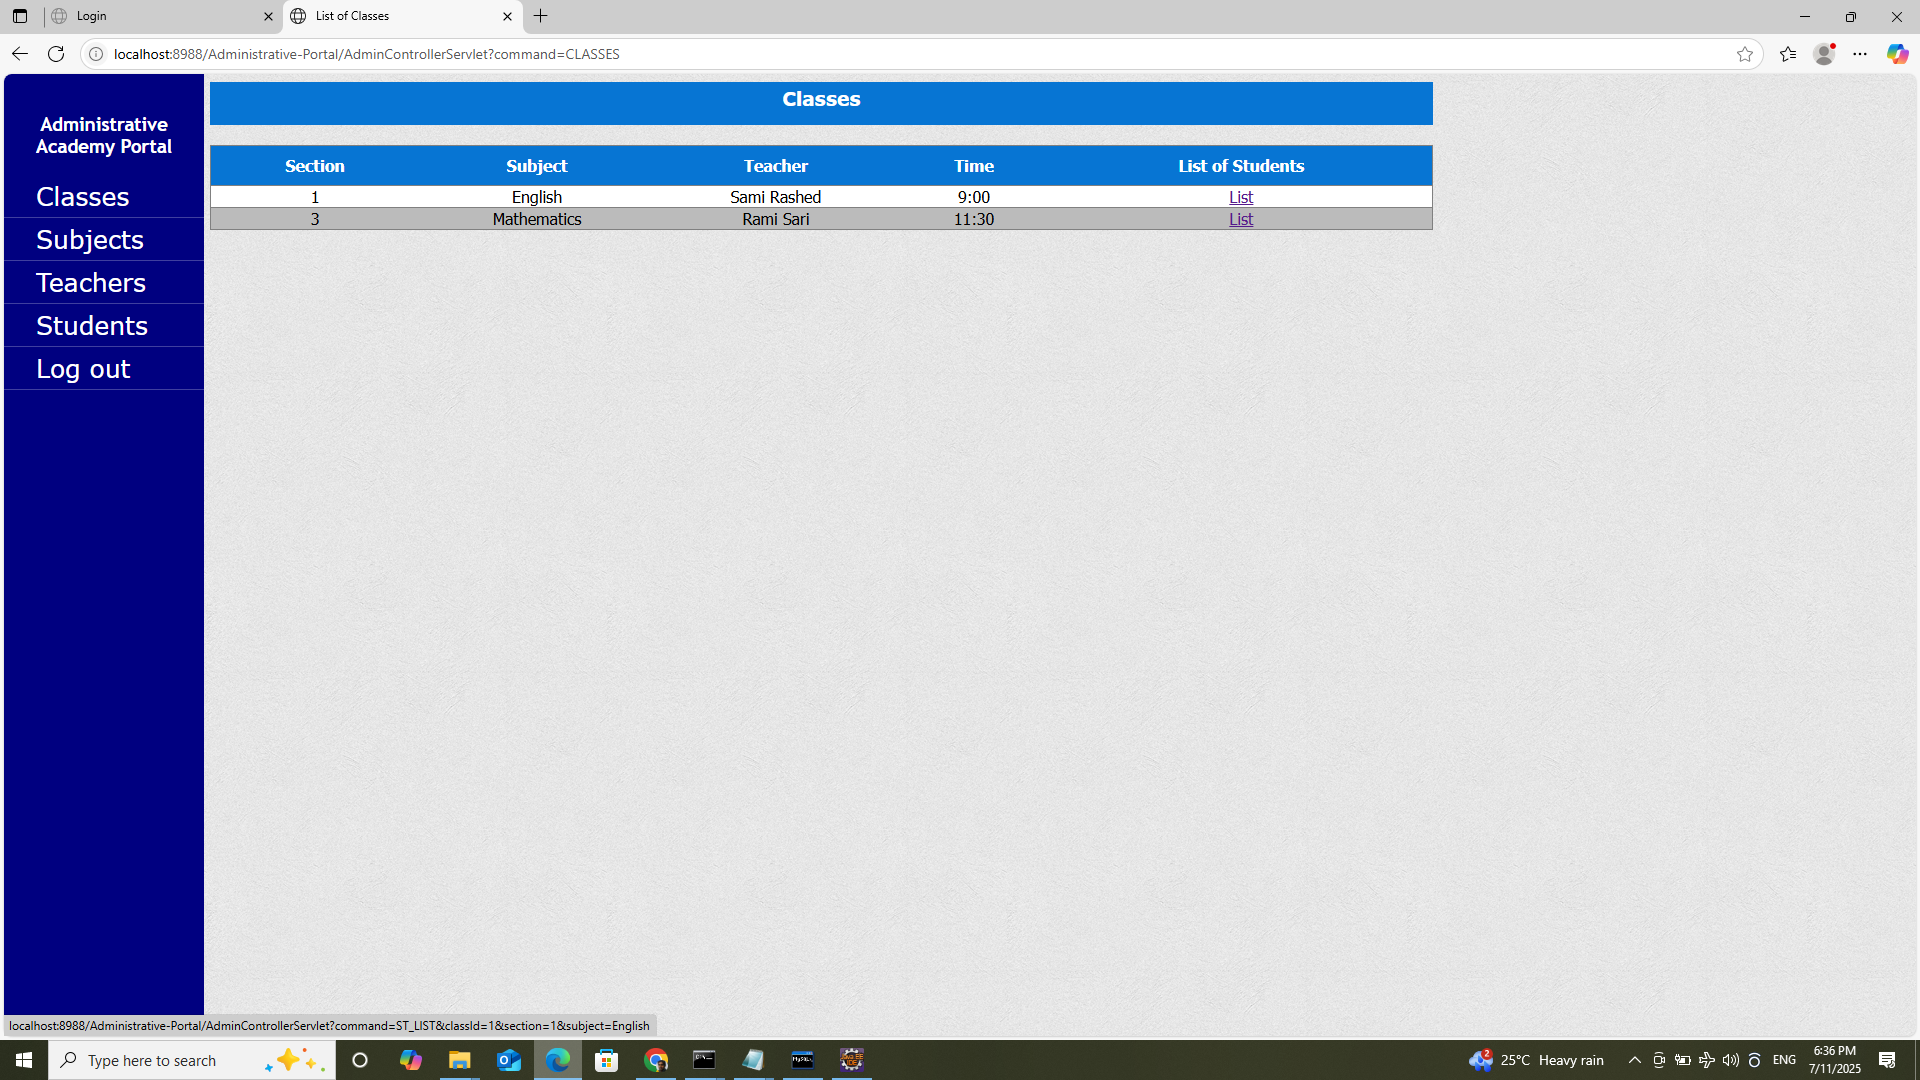 Login
List of Classes
localhost:8988/Administrative-Portal/AdminControllerServlet?command=CLASSES
Administrative
Academy Portal
Classes
Subjects
Teachers
Students
Log out
Classes
Section Subject Teacher Time List of Students
1 English Sami Rashed 9:00 List
3 Mathematics Rami Sari 11:30 List
localhost:8988/Administrative-Portal/AdminControllerServlet?command=ST_LIST&classId=1&section=1&subject=English
Type here to search
2
25°C Heavy rain
ENG
6:36 PM
7/11/2025